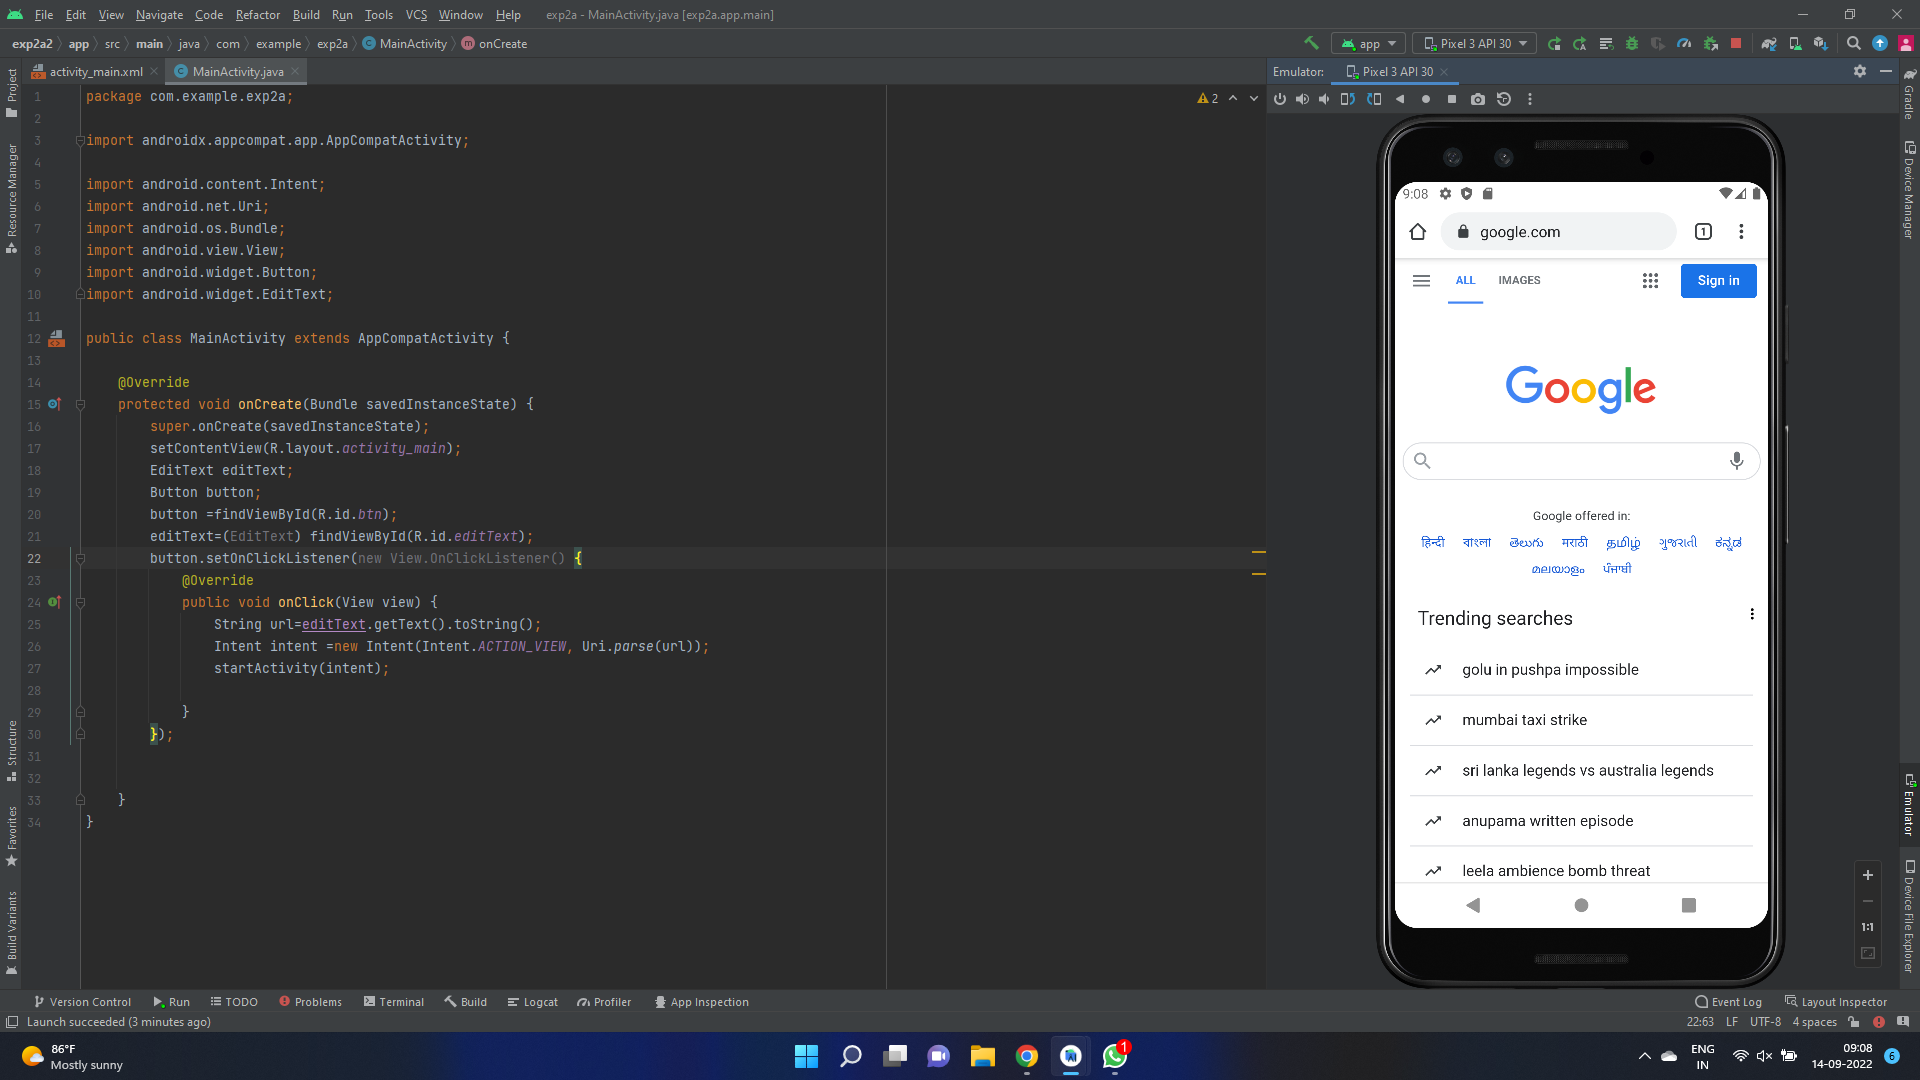 File Edit View Navigate Code Refactor Build Run Tools VCS Window Help exp2a - MainActivity.java [exp2a.app.main]
exp2a2 app src main java com example exp2a MainActivity onCreate
app Pixel 3 API 30
activity_main.xml MainActivity.java
Emulator: Pixel 3 API 30
Project
Resource Manager
Structure
Favorites
Build Variants
2
1 package com.example.exp2a;
2
3 import androidx.appcompat.app.AppCompatActivity;
4
5 import android.content.Intent;
6 import android.net.Uri;
7 import android.os.Bundle;
8 import android.view.View;
9 import android.widget.Button;
10 import android.widget.EditText;
11
12 public class MainActivity extends AppCompatActivity {
13
14 @Override
15 protected void onCreate(Bundle savedInstanceState) {
16 super.onCreate(savedInstanceState);
17 setContentView(R.layout.activity_main);
18 EditText editText;
19 Button button;
20 button =findViewById(R.id.btn);
21 editText=(EditText) findViewById(R.id.editText);
22 button.setOnClickListener(new View.OnClickListener() {
23 @Override
24 public void onClick(View view) {
25 String url=editText.getText().toString();
26 Intent intent =new Intent(Intent.ACTION_VIEW, Uri.parse(url));
27 startActivity(intent);
28
29 }
30 });
31
32
33 }
34 }
9:08
google.com
1
ALL IMAGES Sign in
Google
Google offered in:
हिन्दी বাংলা తెలుగు मराठी தமிழ் ગુજરાતી ಕನ್ನಡ
മലയാളം ਪੰਜਾਬੀ
Trending searches
golu in pushpa impossible
mumbai taxi strike
sri lanka legends vs australia legends
anupama written episode
leela ambience bomb threat
1:1
Gradle
Device Manager
Emulator
Device File Explorer
Version Control Run TODO Problems Terminal Build Logcat Profiler App Inspection Event Log Layout Inspector
Launch succeeded (3 minutes ago) 22:63 LF UTF-8 4 spaces
86°F
Mostly sunny
1
ENG
IN
09:08
14-09-2022
6